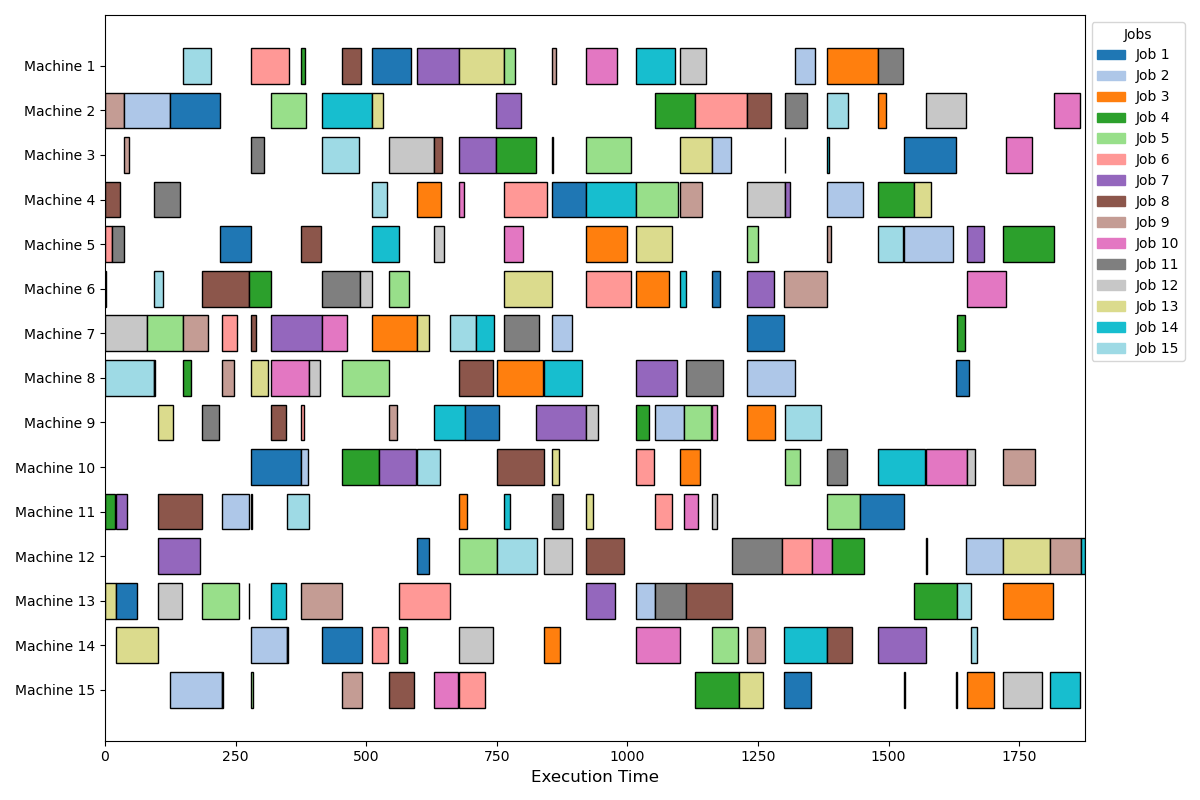 Machine 1
Machine 2
Machine 3
Machine 4
Machine 5
Machine 6
Machine 7
Machine 8
Machine 9
Machine 10
Machine 11
Machine 12
Machine 13
Machine 14
Machine 15
0 250 500 750 1000 1250 1500 1750
Execution Time
Jobs
Job 1
Job 2
Job 3
Job 4
Job 5
Job 6
Job 7
Job 8
Job 9
Job 10
Job 11
Job 12
Job 13
Job 14
Job 15